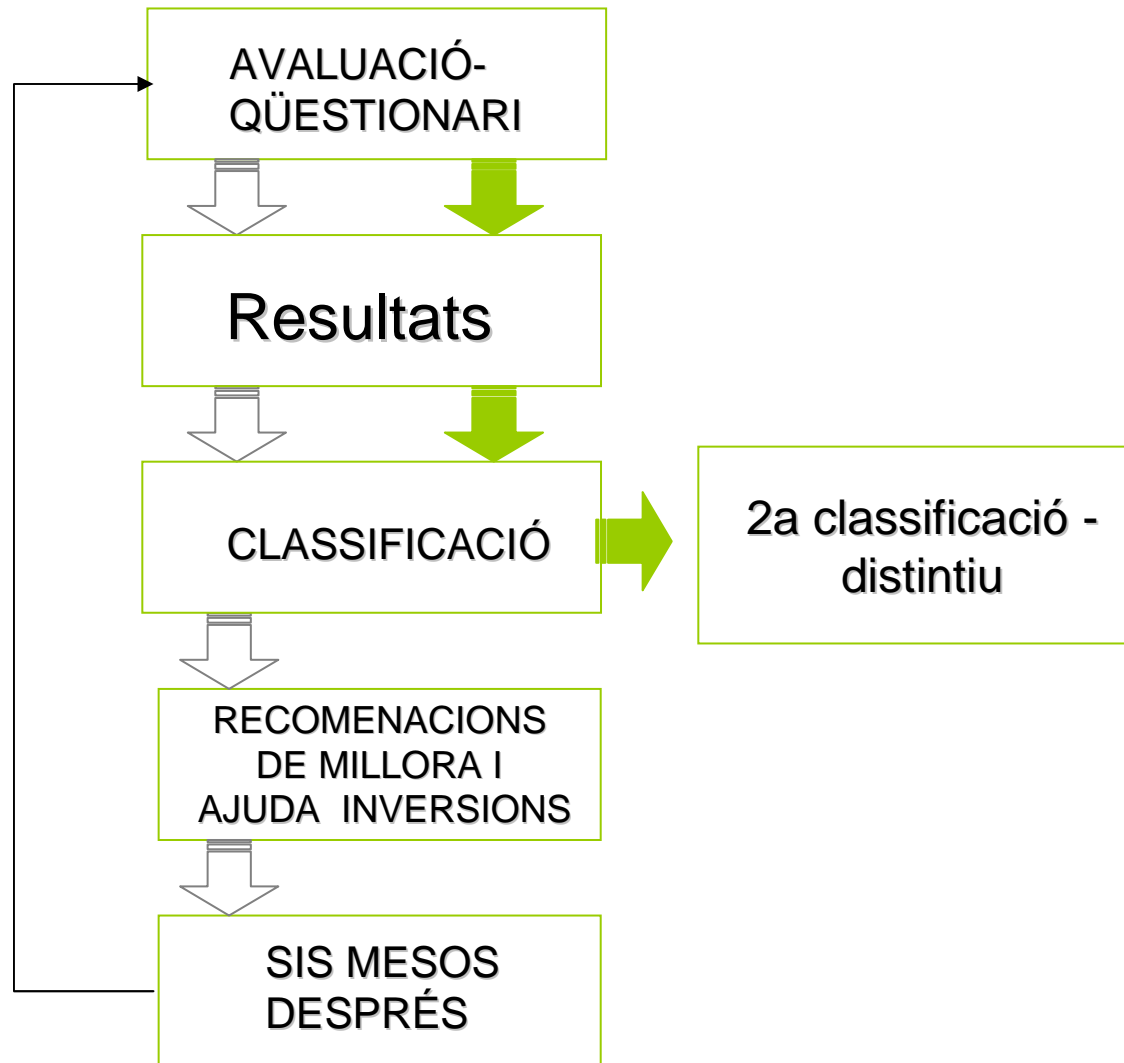 AVALUACIÓ-
QÜESTIONARI
Resultats
CLASSIFICACIÓ
2a classificació -
distintiu
RECOMENACIONS
DE MILLORA I
AJUDA INVERSIONS
SIS MESOS
DESPRÉS